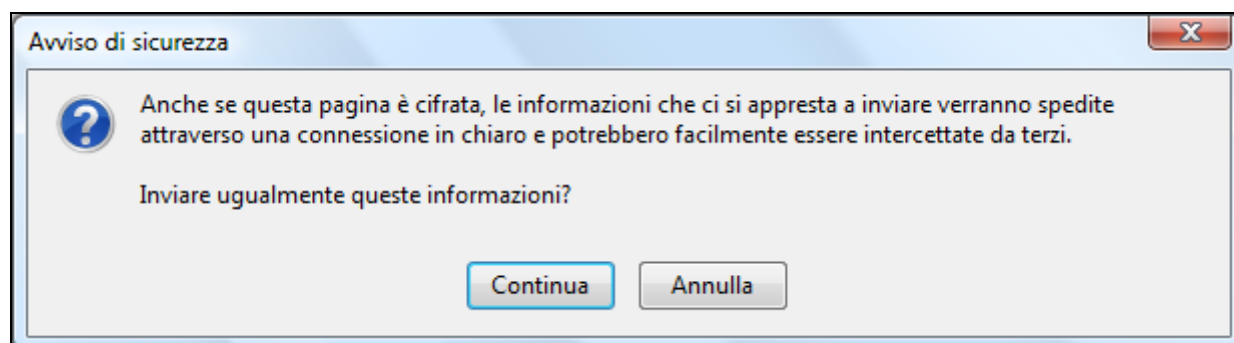 Avviso di sicurezza
Anche se questa pagina è cifrata, le informazioni che ci si appresta a inviare verranno spedite
attraverso una connessione in chiaro e potrebbero facilmente essere intercettate da terzi.
Inviare ugualmente queste informazioni?
Continua
Annulla